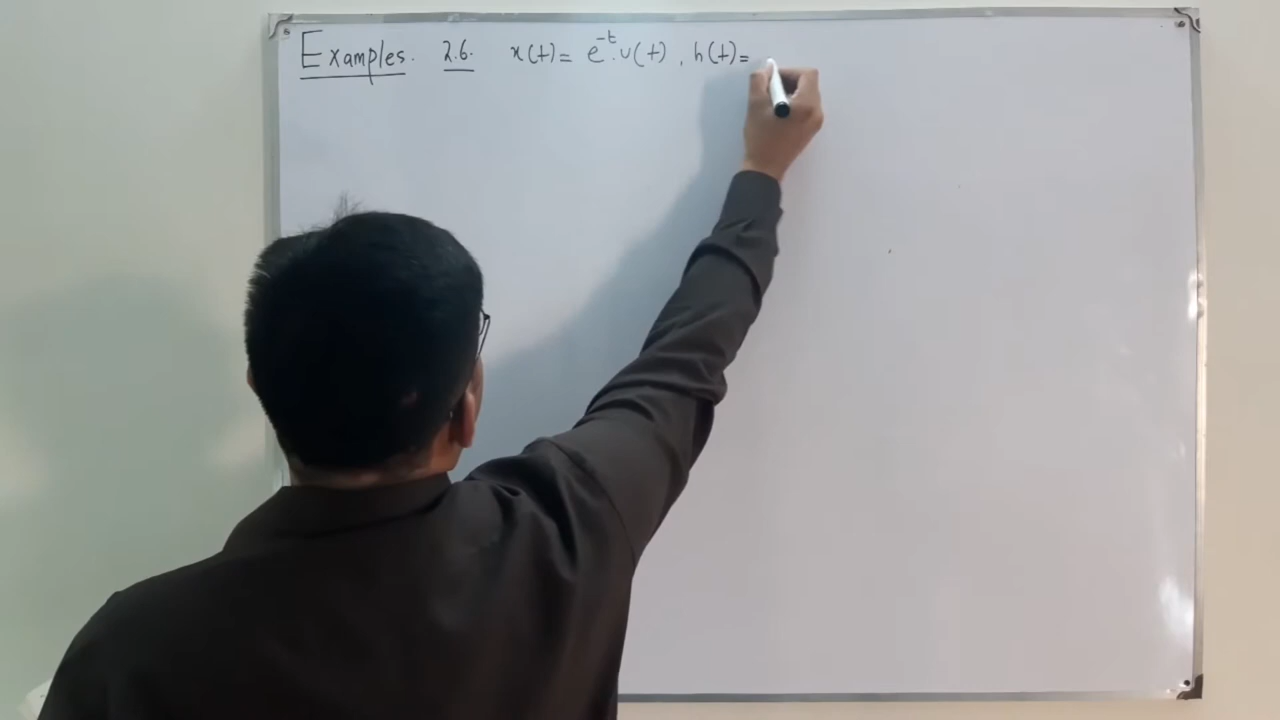 Examples. 2.6. x(t)= e^-t.u(t), h(t)=